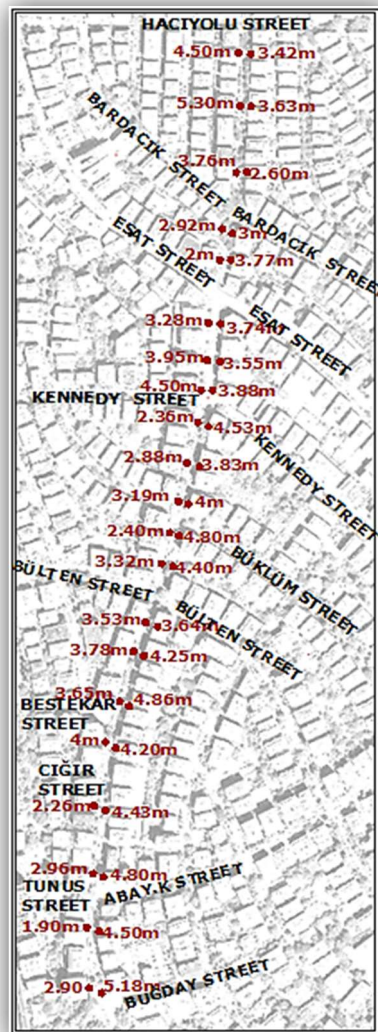 HACIYOLU STREET
4.50m 3.42m
5.30m 3.63m
BARDACIK STREET
3.76m 2.60m
BARDACIK STREET
2.92m 3m
ESAT STREET
2m 3.77m
ESAT STREET
3.28m 3.74m
3.95m 3.55m
4.50m 3.88m
KENNEDY STREET
2.36m 4.53m
KENNEDY STREET
2.88m 3.83m
3.19m 4m
2.40m 4.80m
BÜKLÜM STREET
3.32m 4.40m
BÜLTEN STREET
BÜLTEN STREET
3.53m 3.64m
3.78m 4.25m
3.65m 4.86m
BESTEKAR
STREET
4m 4.20m
CIĞIR
STREET
2.26m 4.43m
2.96m 4.80m
ABAY.K STREET
TUNUS
STREET
1.90m 4.50m
2.90 5.18m
BUGDAY STREET